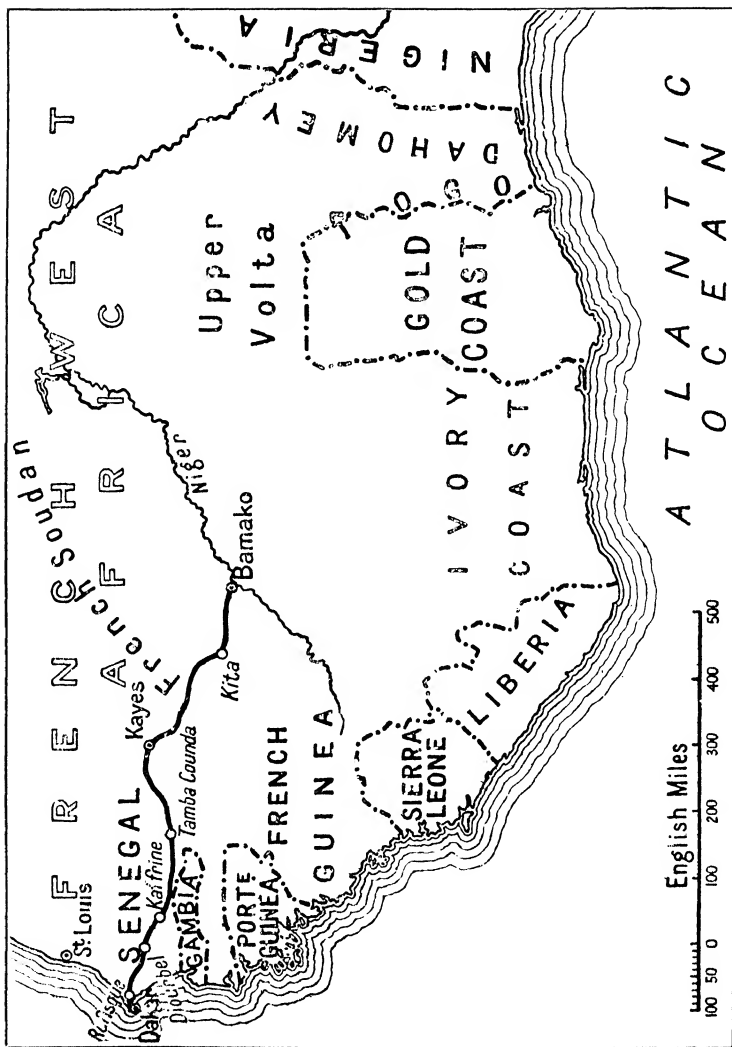 FRENCH WEST
AFRICA
French Soudan
St. Louis
SENEGAL
Rufisque
Dakar
Diourbel
Kaffrine
Tamba Counda
Kayes
Kita
Bamako
Niger
GAMBIA
PORTE
GUINEA
FRENCH
GUINEA
SIERRA
LEONE
LIBERIA
IVORY
COAST
Upper
Volta
GOLD
COAST
TOGO
DAHOMEY
NIGERIA
ATLANTIC
OCEAN
English Miles
100 50 0 100 200 300 400 500